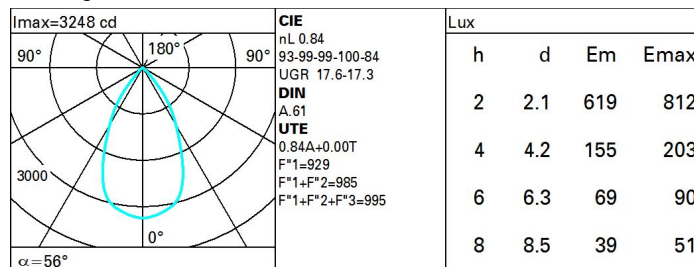 Imax=3248 cd
90°
180°
90°
3000
0°
α=56°
CIE
nL 0.84
93-99-99-100-84
UGR 17.6-17.3
DIN
A.61
UTE
0.84A+0.00T
F"1=929
F"1+F"2=985
F"1+F"2+F"3=995
Lux
h d Em Emax
2 2.1 619 812
4 4.2 155 203
6 6.3 69 90
8 8.5 39 51